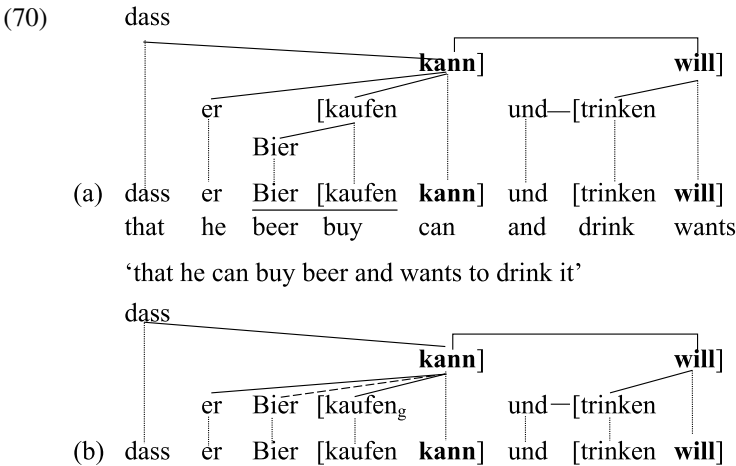 (70) dass
kann] will]
er [kaufen und—[trinken
Bier
(a) dass er Bier [kaufen kann] und [trinken will]
that he beer buy can and drink wants
‘that he can buy beer and wants to drink it’
dass
kann] will]
er Bier [kaufeng und—[trinken
(b) dass er Bier [kaufen kann] und [trinken will]